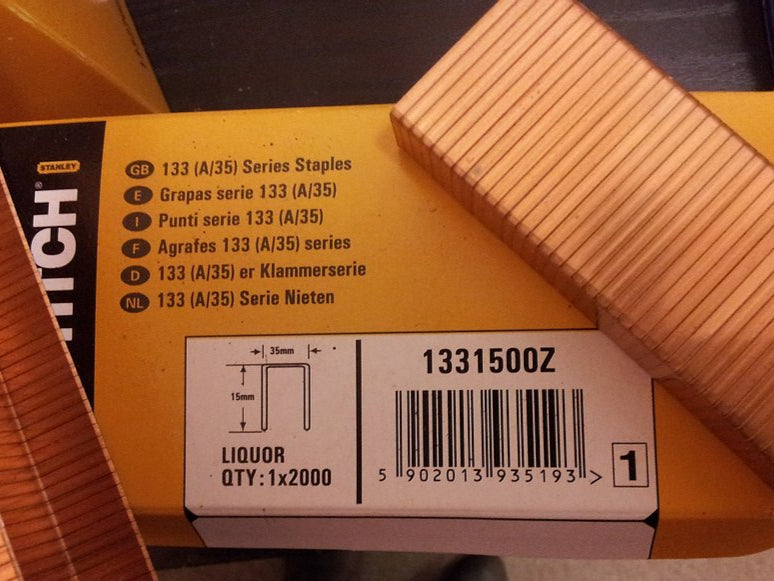 STANLEY
GB 133 (A/35) Series Staples
E Grapas serie 133 (A/35)
I Punti serie 133 (A/35)
F Agrafes 133 (A/35) series
D 133 (A/35) er Klammerserie
NL 133 (A/35) Serie Nieten
35mm
15mm
LIQUOR
QTY: 1x2000
1331500Z
5 902013 935193 >
1